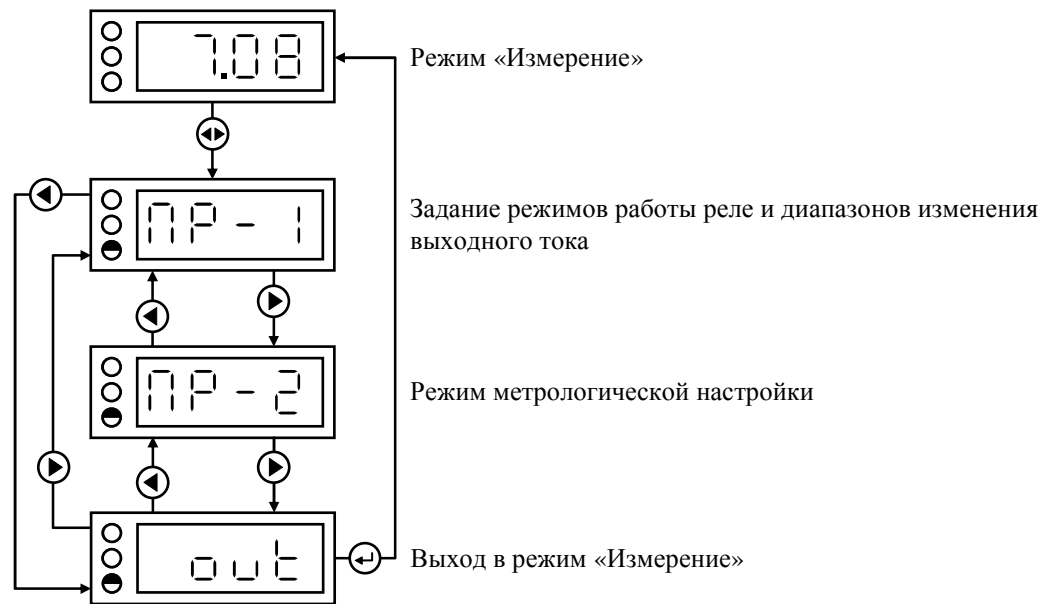 7.08
Режим «Измерение»
ПР-1
Задание режимов работы реле и диапазонов изменения
выходного тока
ПР-2
Режим метрологической настройки
out
Выход в режим «Измерение»